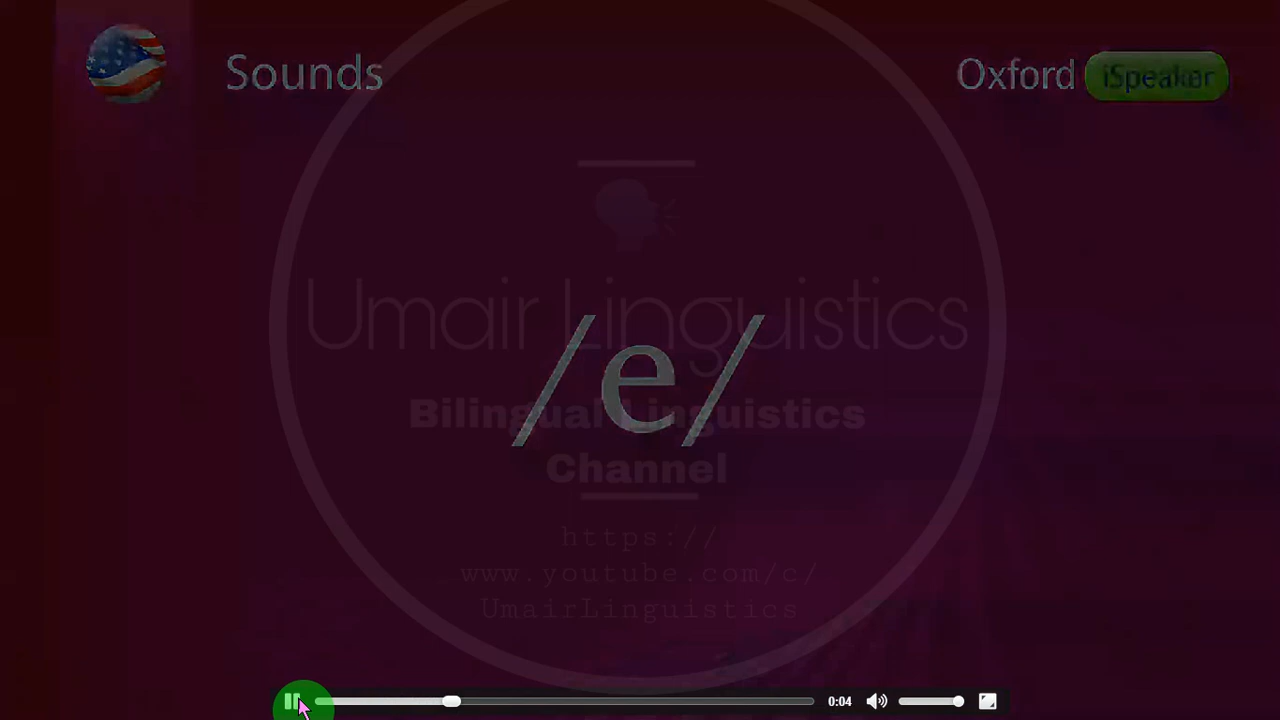 Sounds
Oxford iSpeaker
Umair Linguistics
/e/
Bilingual Linguistics
Channel
https://
www.youtube.com/c/
UmairLinguistics
0:04